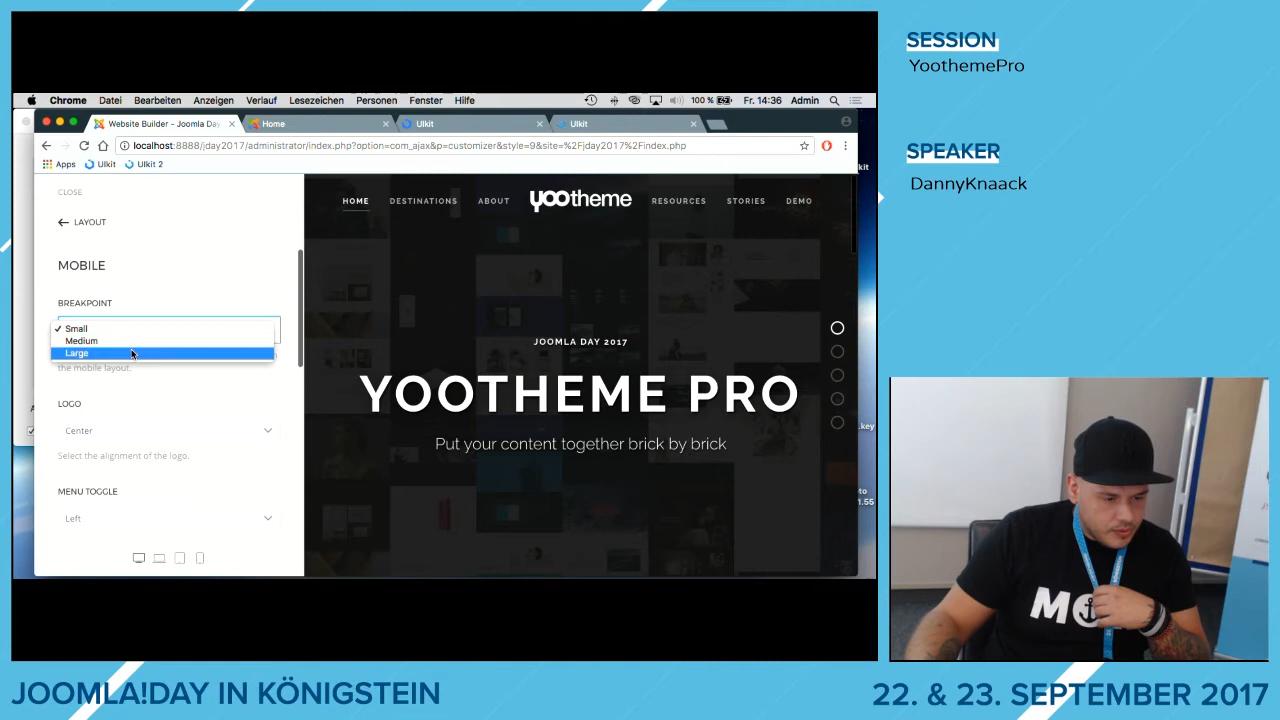 SESSION
YoothemePro
SPEAKER
DannyKnaack
Chrome Datei Bearbeiten Anzeigen Verlauf Lesezeichen Personen Fenster Hilfe 100 % Fr. 14:36 Admin
Website Builder – Joomla Day Home UIkit UIkit
localhost:8888/jday2017/administrator/index.php?option=com_ajax&p=customizer&style=9&site=%2Fjday2017%2Findex.php
Apps UIkit UIkit 2
CLOSE
LAYOUT
MOBILE
BREAKPOINT
✓ Small
Medium
Large
the mobile layout.
LOGO
Center
Select the alignment of the logo.
MENU TOGGLE
Left
HOME DESTINATIONS ABOUT yootheme RESOURCES STORIES DEMO
JOOMLA DAY 2017
YOOTHEME PRO
Put your content together brick by brick
kit
.key
1.55
JOOMLA!DAY IN KÖNIGSTEIN
22. & 23. SEPTEMBER 2017